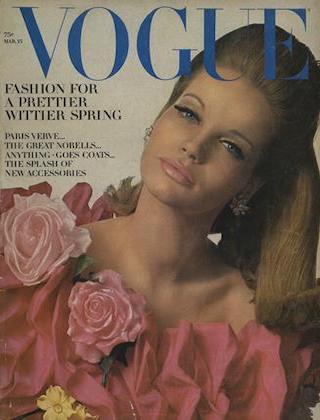 VOGUE
75c
MAR. 15
FASHION FOR
A PRETTIER
WITTIER SPRING
PARIS VERVE...
THE GREAT NOBELLS...
ANYTHING-GOES COATS...
THE SPLASH OF
NEW ACCESSORIES